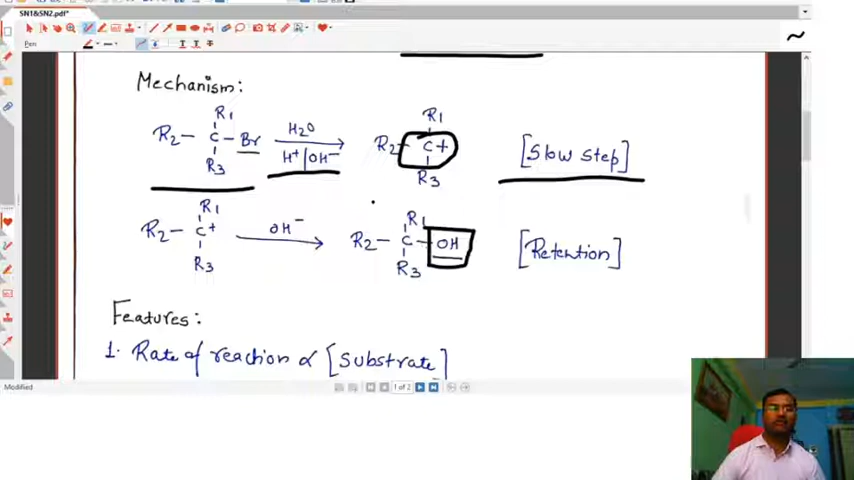 SN1&SN2.pdf*
Pen
Mechanism:
R1
R2 - C - Br
R3
H2O
H+ | OH-
R1
R2 - C+
R3
[Slow Step]
R1
R2 - C+
R3
OH-
R1
R2 - C - OH
R3
[Retention]
Features:
1. Rate of reaction ∝ [Substrate]
Modified
1 of 2